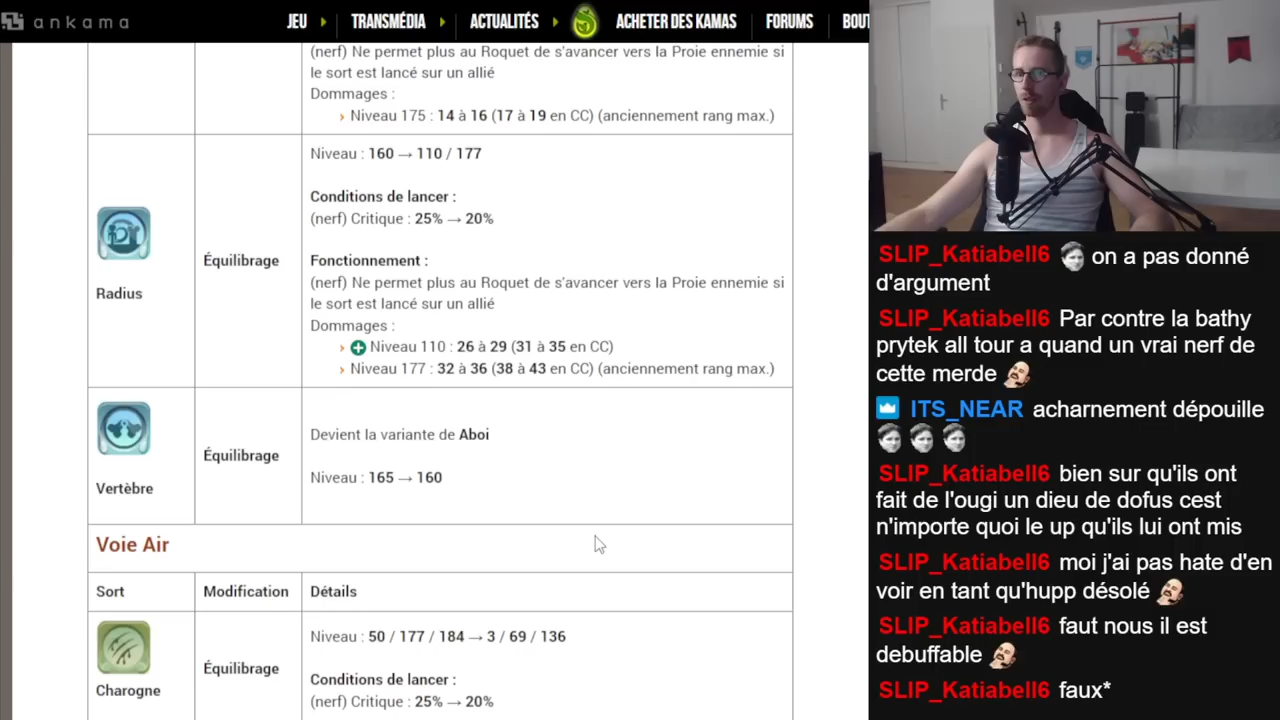 ankama
JEU
TRANSMÉDIA
ACTUALITÉS
ACHETER DES KAMAS
FORUMS
BOUT
(nerf) Ne permet plus au Roquet de s'avancer vers la Proie ennemie si
le sort est lancé sur un allié
Dommages :
› Niveau 175 : 14 à 16 (17 à 19 en CC) (anciennement rang max.)
Radius
Équilibrage
Niveau : 160 → 110 / 177
Conditions de lancer :
(nerf) Critique : 25% → 20%
Fonctionnement :
(nerf) Ne permet plus au Roquet de s'avancer vers la Proie ennemie si
le sort est lancé sur un allié
Dommages :
› Niveau 110 : 26 à 29 (31 à 35 en CC)
› Niveau 177 : 32 à 36 (38 à 43 en CC) (anciennement rang max.)
Vertèbre
Équilibrage
Devient la variante de Aboi
Niveau : 165 → 160
Voie Air
Sort
Modification
Détails
Charogne
Équilibrage
Niveau : 50 / 177 / 184 → 3 / 69 / 136
Conditions de lancer :
(nerf) Critique : 25% → 20%
SLIP_Katiabell6 on a pas donné
d'argument
SLIP_Katiabell6 Par contre la bathy
prytek all tour a quand un vrai nerf de
cette merde
ITS_NEAR acharnement dépouille
SLIP_Katiabell6 bien sur qu'ils ont
fait de l'ougi un dieu de dofus cest
n'importe quoi le up qu'ils lui ont mis
SLIP_Katiabell6 moi j'ai pas hate d'en
voir en tant qu'hupp désolé
SLIP_Katiabell6 faut nous il est
debuffable
SLIP_Katiabell6 faux*